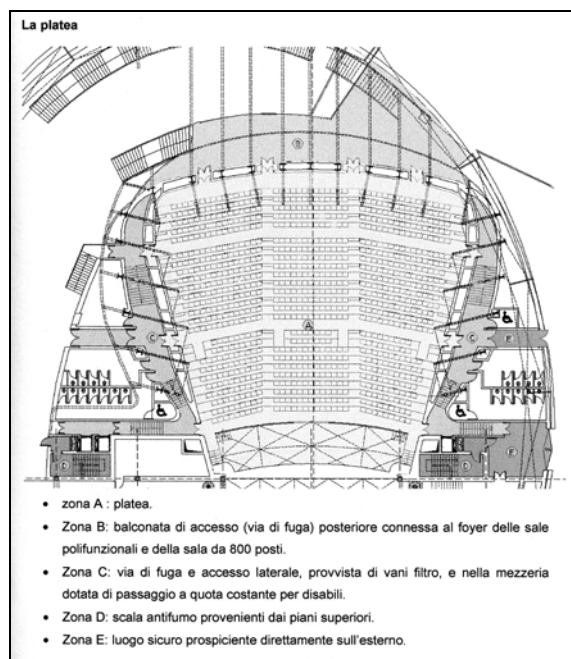 La platea
B
A
C
C
E
D
D
E
• zona A : platea.
• Zona B: balconata di accesso (via di fuga) posteriore connessa al foyer delle sale
polifunzionali e della sala da 800 posti.
• Zona C: via di fuga e accesso laterale, provvista di vani filtro, e nella mezzeria
dotata di passaggio a quota costante per disabili.
• Zona D: scala antifumo provenienti dai piani superiori.
• Zona E: luogo sicuro prospiciente direttamente sull'esterno.